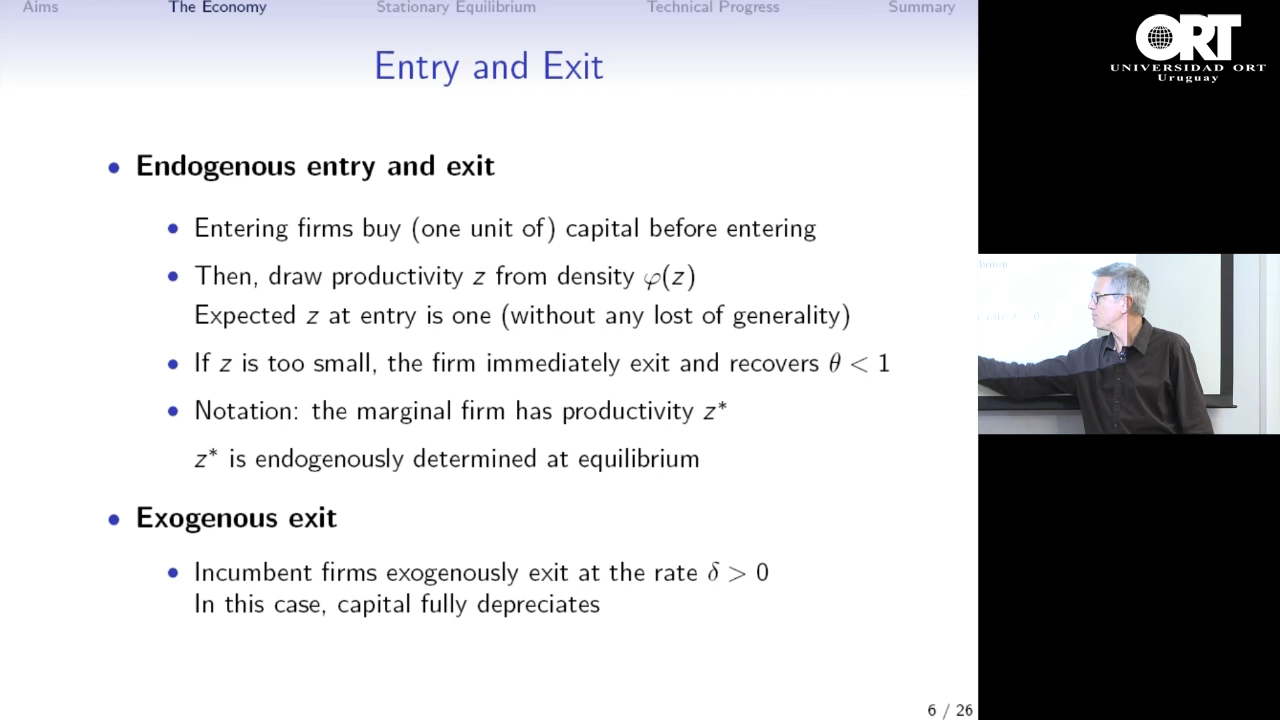 Aims The Economy Stationary Equilibrium Technical Progress Summary
Entry and Exit
• Endogenous entry and exit
• Entering firms buy (one unit of) capital before entering
• Then, draw productivity z from density φ(z)
Expected z at entry is one (without any lost of generality)
• If z is too small, the firm immediately exit and recovers θ < 1
• Notation: the marginal firm has productivity z*
z* is endogenously determined at equilibrium
• Exogenous exit
• Incumbent firms exogenously exit at the rate δ > 0
In this case, capital fully depreciates
6 / 26
ORT
UNIVERSIDAD ORT
Uruguay